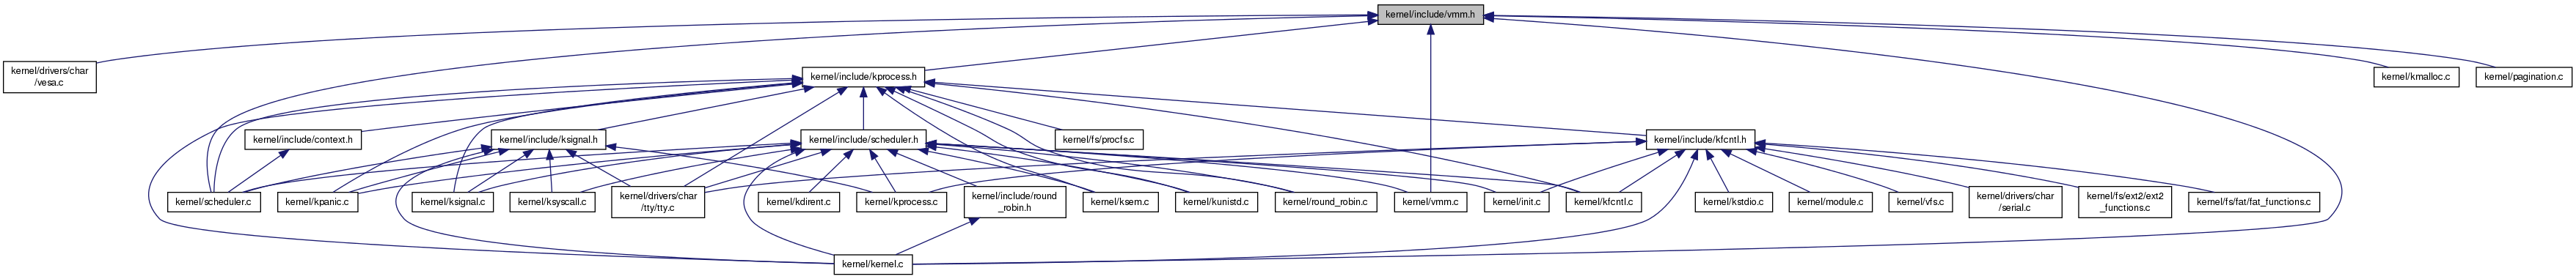 kernel/include/vmm.h
kernel/drivers/char
/vesa.c
kernel/include/kprocess.h
kernel/kmalloc.c
kernel/pagination.c
kernel/include/context.h
kernel/include/ksignal.h
kernel/include/scheduler.h
kernel/fs/procfs.c
kernel/include/kfcntl.h
kernel/scheduler.c
kernel/kpanic.c
kernel/ksignal.c
kernel/ksyscall.c
kernel/drivers/char
/tty/tty.c
kernel/kdirent.c
kernel/kprocess.c
kernel/include/round
_robin.h
kernel/ksem.c
kernel/kunistd.c
kernel/round_robin.c
kernel/vmm.c
kernel/init.c
kernel/kfcntl.c
kernel/kstdio.c
kernel/module.c
kernel/vfs.c
kernel/drivers/char
/serial.c
kernel/fs/ext2/ext2
_functions.c
kernel/fs/fat/fat_functions.c
kernel/kernel.c